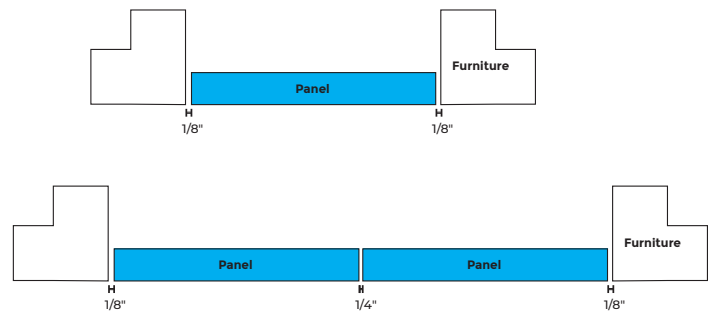 Furniture
Panel
1/8" 1/8"
Furniture
Panel Panel
1/8" 1/4" 1/8"